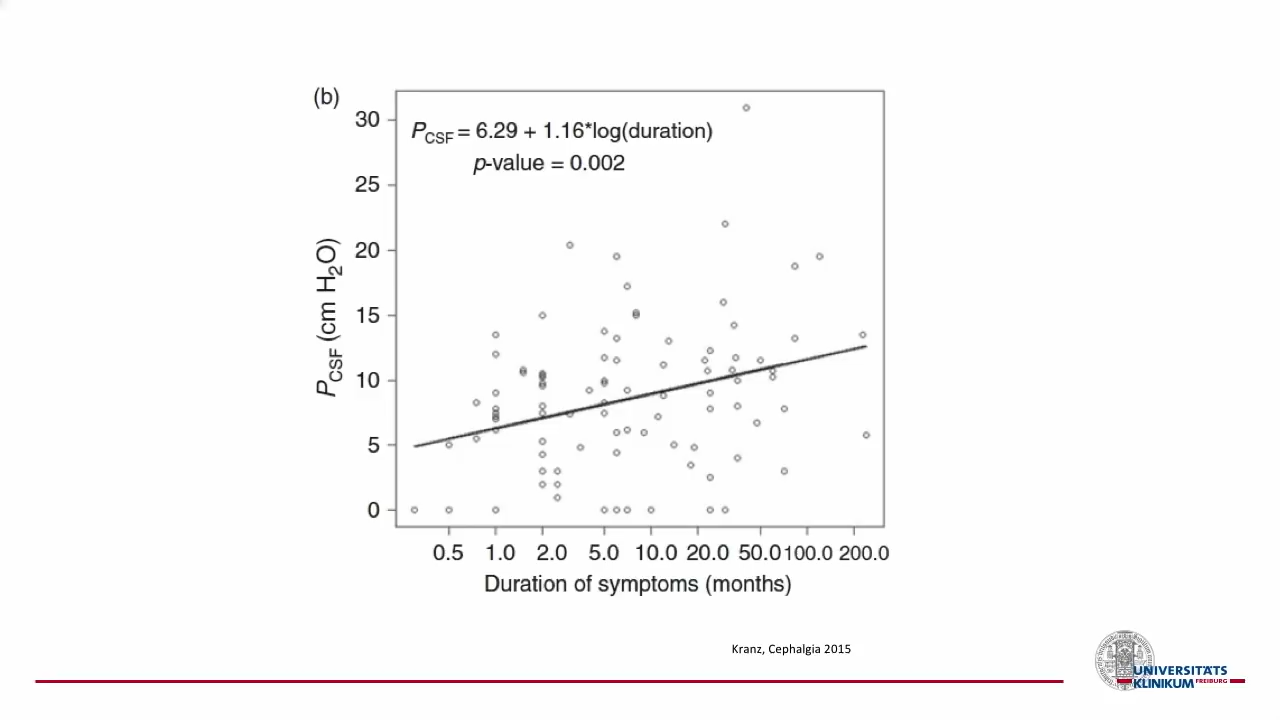 (b)
P_CSF = 6.29 + 1.16*log(duration)
p-value = 0.002
30
25
20
15
10
5
0
P_CSF (cm H₂O)
0.5 1.0 2.0 5.0 10.0 20.0 50.0 100.0 200.0
Duration of symptoms (months)
Kranz, Cephalgia 2015
UNIVERSITÄTS
KLINIKUM FREIBURG